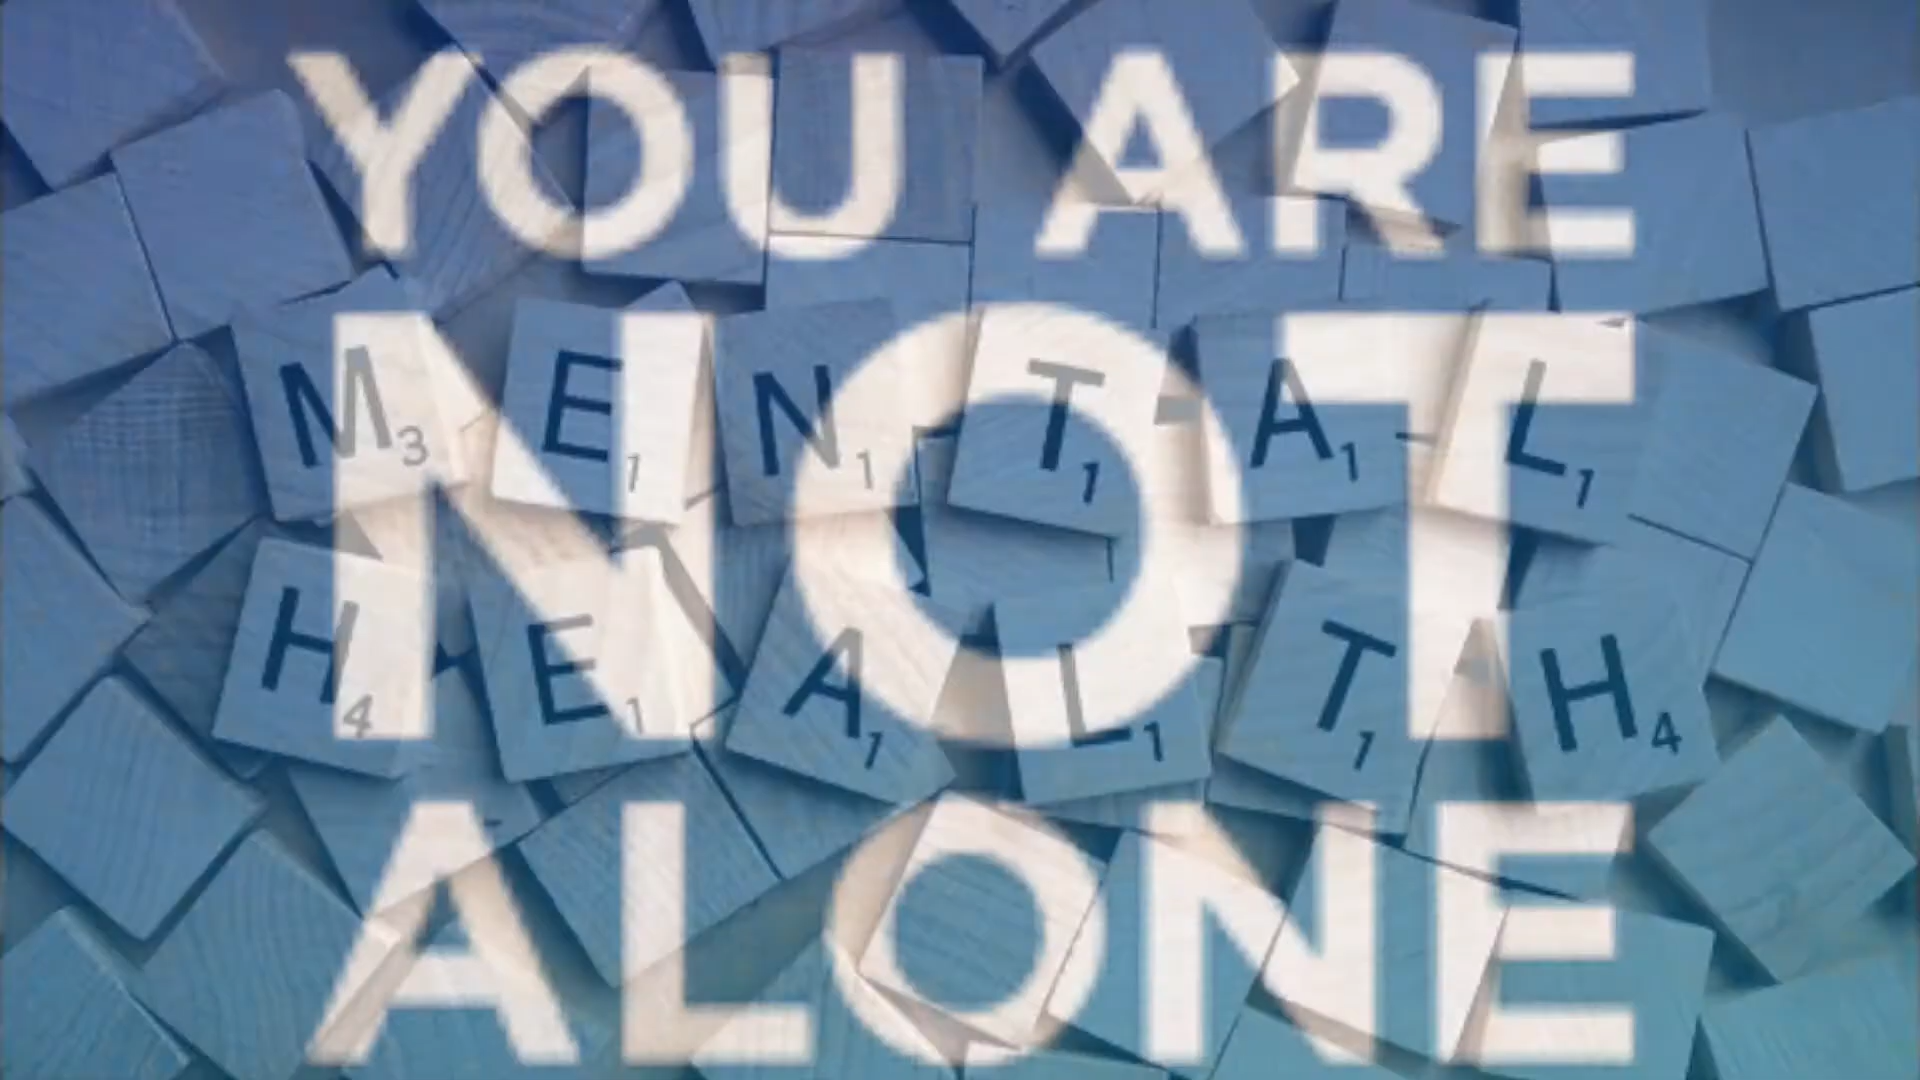 YOU ARE
NOT
M3 E1 N1 T1 A1 L1
H4 E1 A1 L1 T1 H4
ALONE